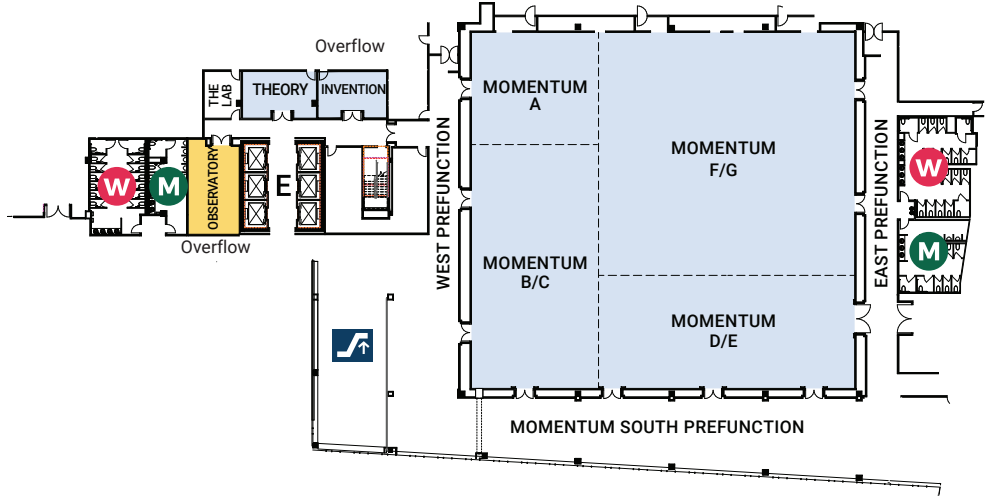 Overflow
THE
LAB
THEORY
INVENTION
MOMENTUM
A
MOMENTUM
F/G
W
M
OBSERVATORY
E
Overflow
WEST PREFUNCTION
MOMENTUM
B/C
MOMENTUM
D/E
EAST PREFUNCTION
W
M
MOMENTUM SOUTH PREFUNCTION